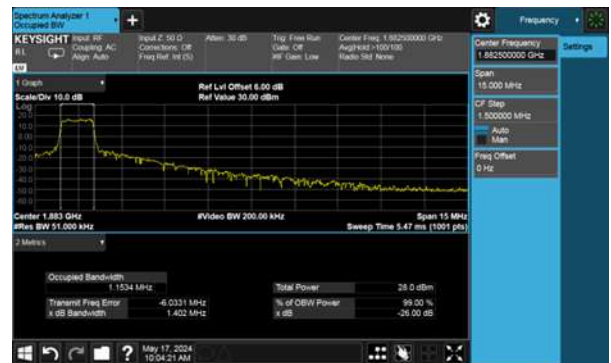 Spectrum Analyzer 1
Occupied BW
Frequency
KEYSIGHT
Input: RF
Coupling: AC
Align: Auto
Input Z: 50 Ω
Corrections: Off
Freq Ref: Int (S)
Atten: 30 dB
Trig: Free Run
Gate: Off
#IF Gain: Low
Center Freq: 1.882500000 GHz
Avg|Hold:>100/100
Radio Std: None
Center Frequency
1.882500000 GHz
Settings
Span
15.000 MHz
CF Step
1.500000 MHz
Auto
Man
Freq Offset
0 Hz
1 Graph
Scale/Div 10.0 dB
Ref Lvl Offset 6.00 dB
Ref Value 30.00 dBm
Log
20.0
10.0
0.00
-10.0
-20.0
-30.0
-40.0
-50.0
-60.0
Center 1.883 GHz
#Res BW 51.000 kHz
#Video BW 200.00 kHz
Span 15 MHz
Sweep Time 5.47 ms (1001 pts)
2 Metrics
Occupied Bandwidth
1.1534 MHz
Total Power
28.0 dBm
Transmit Freq Error
-6.0331 MHz
% of OBW Power
99.00 %
x dB Bandwidth
1.402 MHz
x dB
-26.00 dB
May 17, 2024
10:04:21 AM